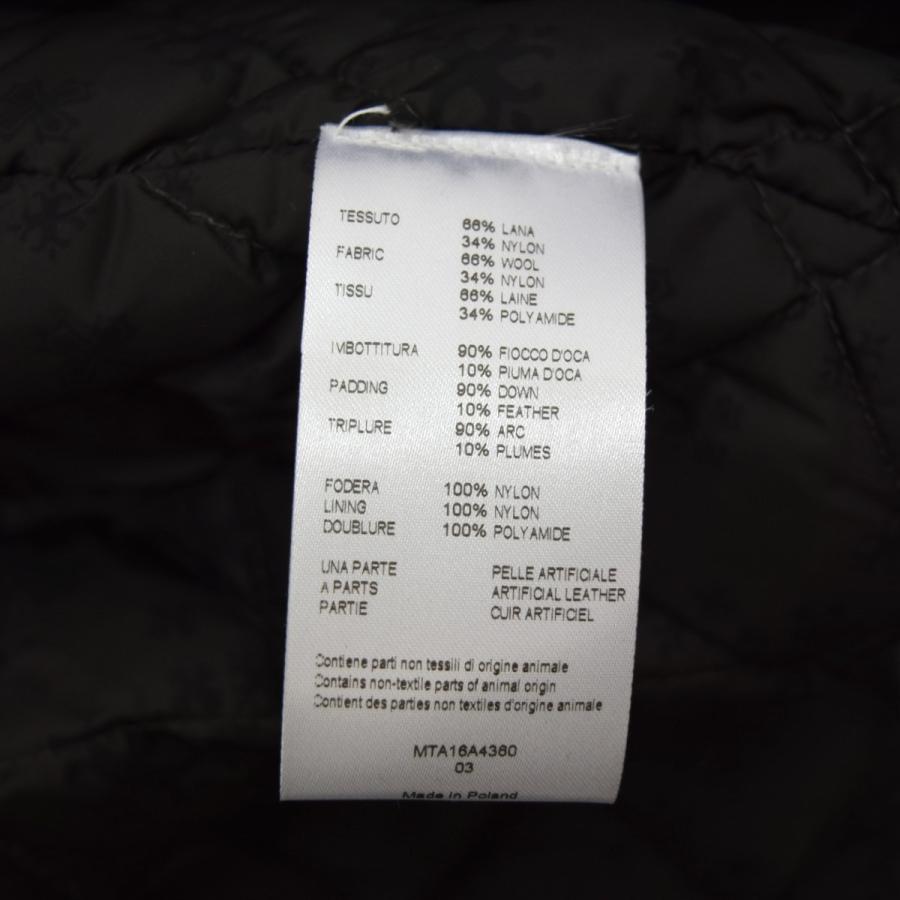 TESSUTO 66% LANA
34% NYLON
FABRIC 66% WOOL
34% NYLON
TISSU 66% LAINE
34% POLYAMIDE
IMBOTTITURA 90% FIOCCO D'OCA
10% PIUMA D'OCA
PADDING 90% DOWN
10% FEATHER
TRIPLURE 90% ARC
10% PLUMES
FODERA 100% NYLON
LINING 100% NYLON
DOUBLURE 100% POLYAMIDE
UNA PARTE PELLE ARTIFICIALE
A PARTS ARTIFICIAL LEATHER
PARTIE CUIR ARTIFICIEL
Contiene parti non tessili di origine animale
Contains non-textile parts of animal origin
Contient des parties non textiles d'origine animale
MTA16A4360
03
Made in Poland